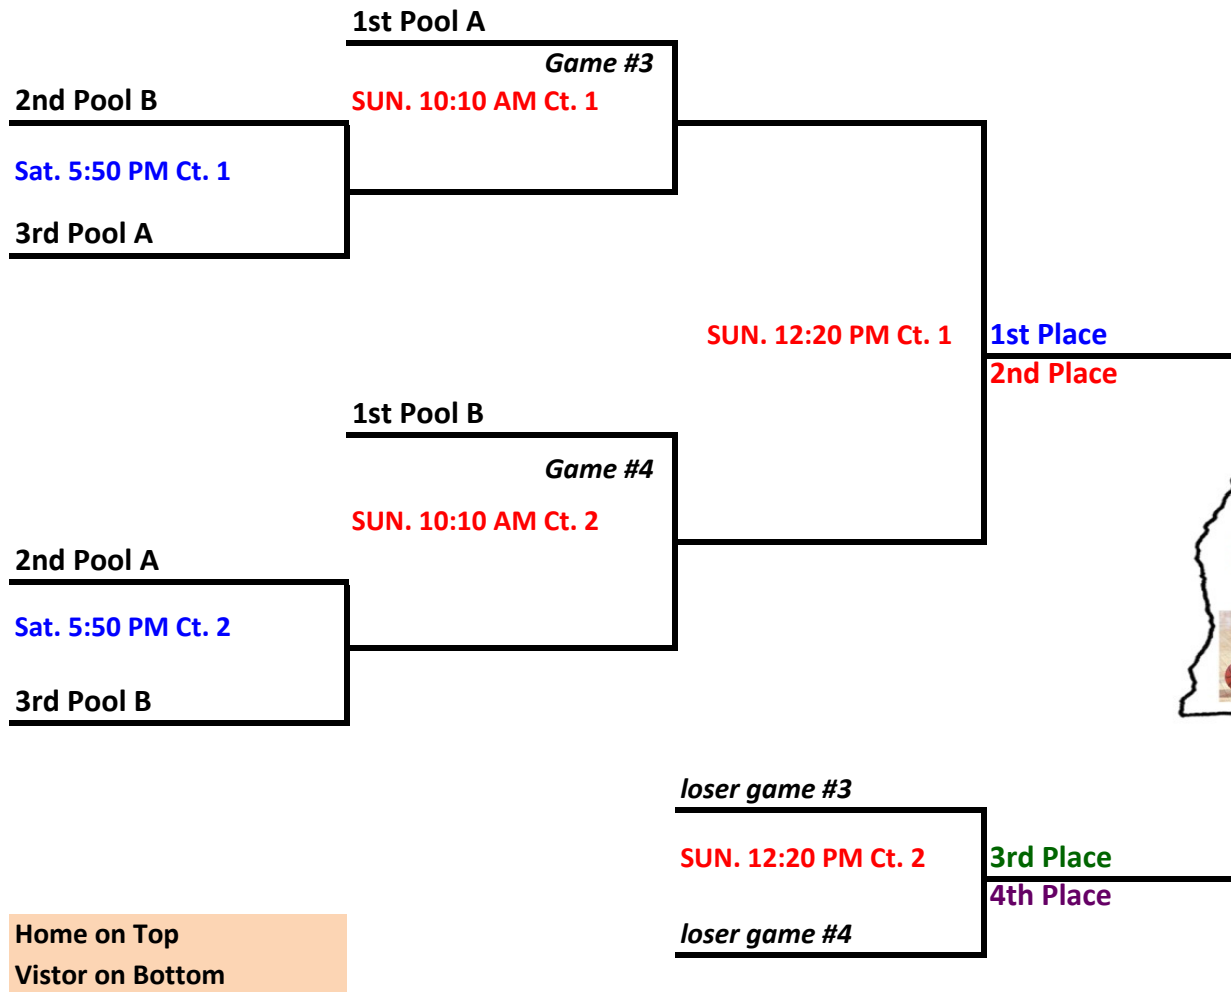 1st Pool A
Game #3
2nd Pool B
SUN. 10:10 AM Ct. 1
Sat. 5:50 PM Ct. 1
3rd Pool A
SUN. 12:20 PM Ct. 1
1st Place
2nd Place
1st Pool B
Game #4
SUN. 10:10 AM Ct. 2
2nd Pool A
Sat. 5:50 PM Ct. 2
3rd Pool B
loser game #3
SUN. 12:20 PM Ct. 2
3rd Place
4th Place
loser game #4
Home on Top
Vistor on Bottom